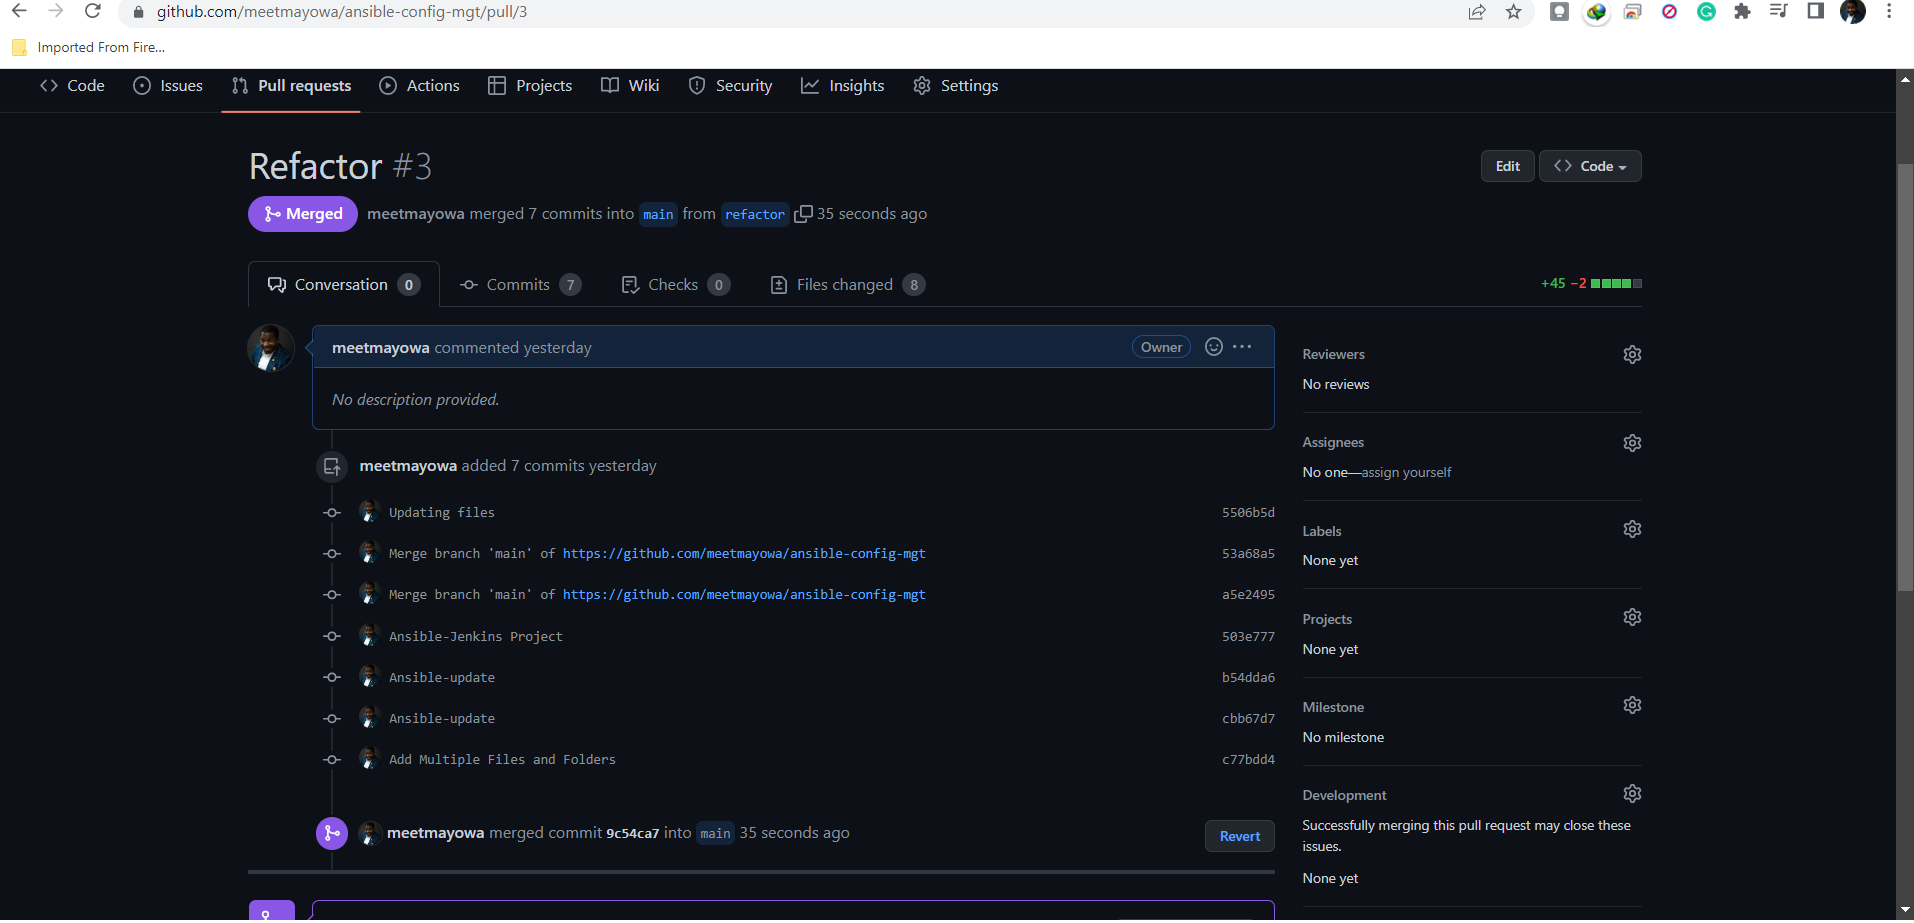 github.com/meetmayowa/ansible-config-mgt/pull/3
Imported From Fire...
Code Issues Pull requests Actions Projects Wiki Security Insights Settings
Refactor #3
Edit Code
Merged meetmayowa merged 7 commits into main from refactor 35 seconds ago
Conversation 0 Commits 7 Checks 0 Files changed 8
+45 −2
meetmayowa commented yesterday Owner ...
No description provided.
meetmayowa added 7 commits yesterday
Updating files 5506b5d
Merge branch 'main' of https://github.com/meetmayowa/ansible-config-mgt 53a68a5
Merge branch 'main' of https://github.com/meetmayowa/ansible-config-mgt a5e2495
Ansible-Jenkins Project 503e777
Ansible-update b54dda6
Ansible-update cbb67d7
Add Multiple Files and Folders c77bdd4
meetmayowa merged commit 9c54ca7 into main 35 seconds ago
Revert
Reviewers
No reviews
Assignees
No one—assign yourself
Labels
None yet
Projects
None yet
Milestone
No milestone
Development
Successfully merging this pull request may close these
issues.
None yet